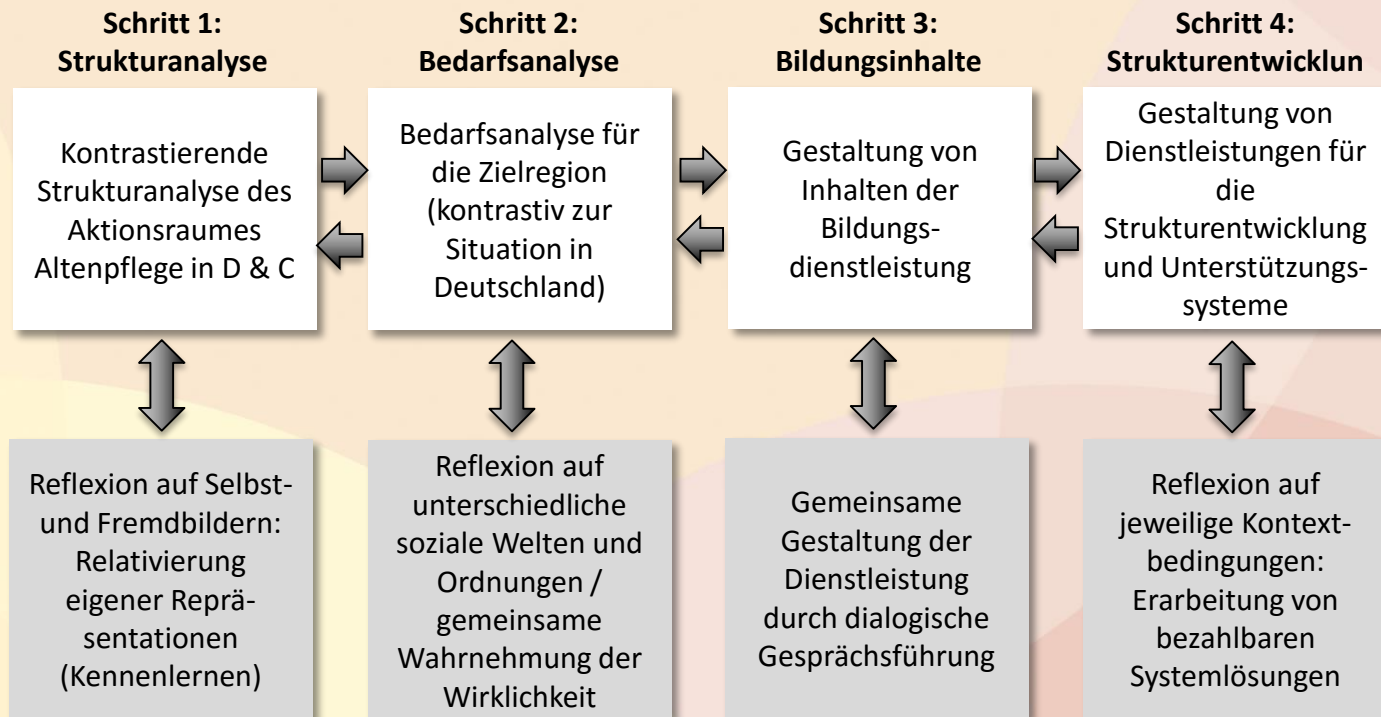 Schritt 1:
Strukturanalyse
Schritt 2:
Bedarfsanalyse
Schritt 3:
Bildungsinhalte
Schritt 4:
Strukturentwicklun
Kontrastierende
Strukturanalyse des
Aktionsraumes
Altenpflege in D & C
Bedarfsanalyse für
die Zielregion
(kontrastiv zur
Situation in
Deutschland)
Gestaltung von
Inhalten der
Bildungs-
dienstleistung
Gestaltung von
Dienstleistungen für
die
Strukturentwicklung
und Unterstützungs-
systeme
Reflexion auf Selbst-
und Fremdbildern:
Relativierung
eigener Reprä-
sentationen
(Kennenlernen)
Reflexion auf
unterschiedliche
soziale Welten und
Ordnungen /
gemeinsame
Wahrnehmung der
Wirklichkeit
Gemeinsame
Gestaltung der
Dienstleistung
durch dialogische
Gesprächsführung
Reflexion auf
jeweilige Kontext-
bedingungen:
Erarbeitung von
bezahlbaren
Systemlösungen